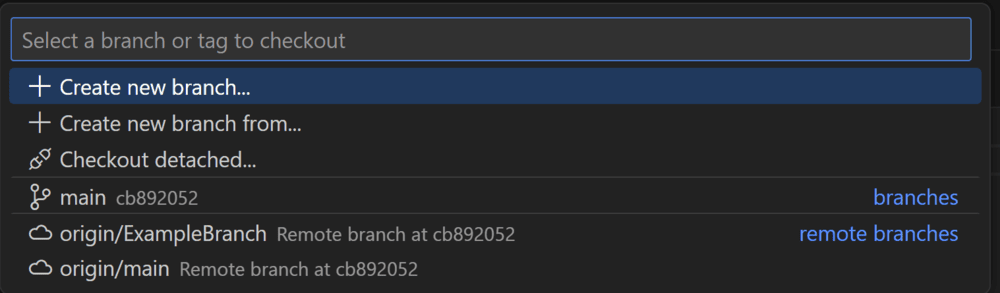 Select a branch or tag to checkout
Create new branch...
Create new branch from...
Checkout detached...
main cb892052 branches
origin/ExampleBranch Remote branch at cb892052 remote branches
origin/main Remote branch at cb892052